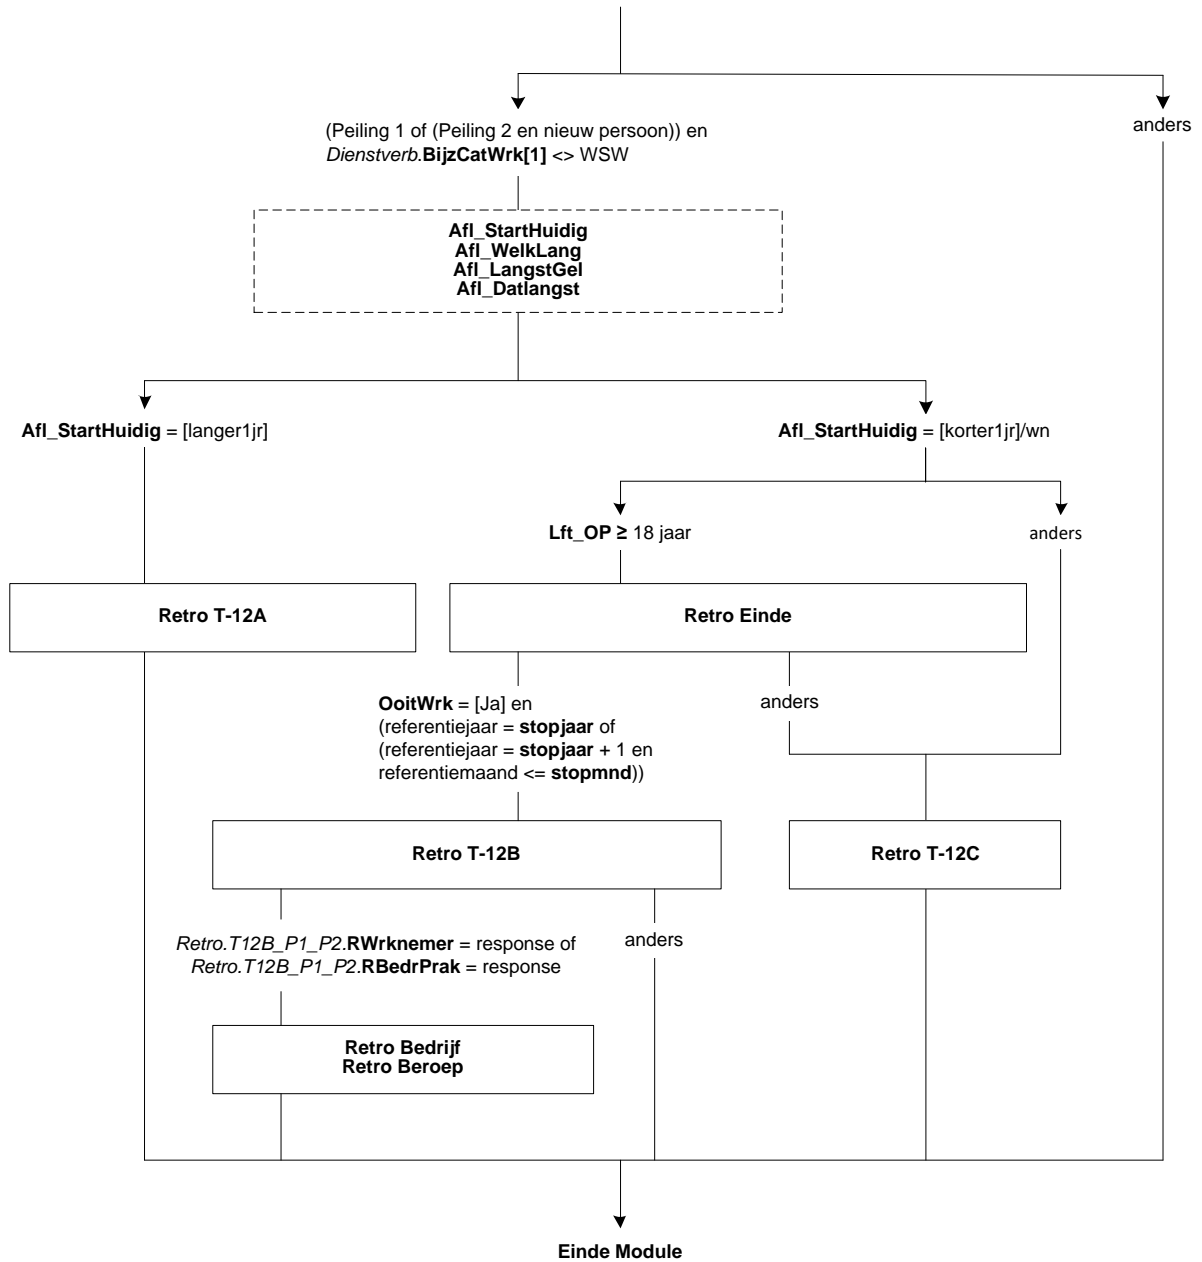 anders
(Peiling 1 of (Peiling 2 en nieuw persoon)) en
Dienstverb.BijzCatWrk[1] <> WSW
Afl_StartHuidig
Afl_WelkLang
Afl_LangstGel
Afl_Datlangst
Afl_StartHuidig = [langer1jr]
Afl_StartHuidig = [korter1jr]/wn
Lft_OP ≥ 18 jaar
anders
Retro T-12A
Retro Einde
OoitWrk = [Ja] en
(referentiejaar = stopjaar of
(referentiejaar = stopjaar + 1 en
referentiemaand <= stopmnd))
anders
Retro T-12B
Retro T-12C
Retro.T12B_P1_P2.RWrknemer = response of
Retro.T12B_P1_P2.RBedrPrak = response
anders
Retro Bedrijf
Retro Beroep
Einde Module